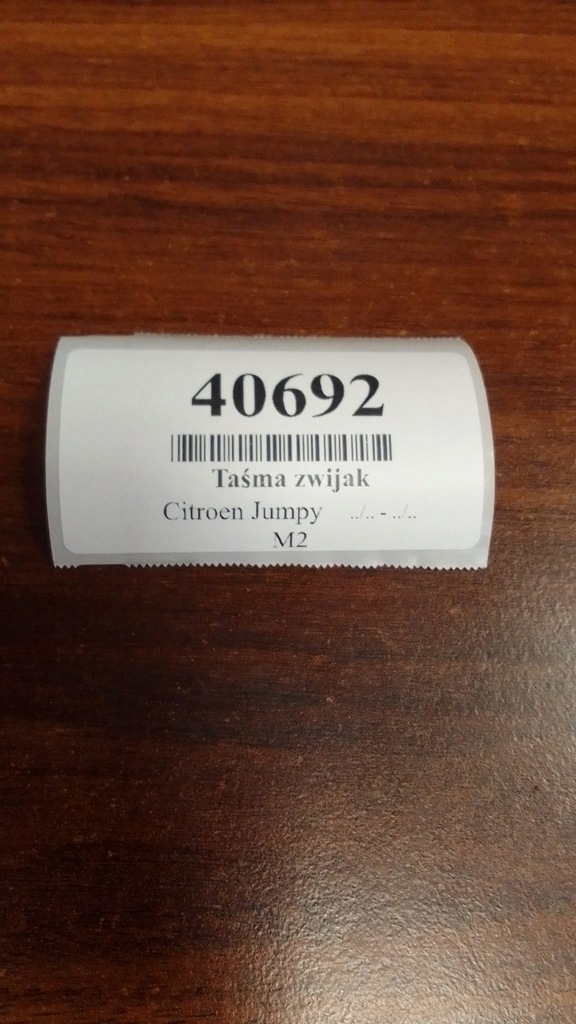 40692
Taśma zwijak
Citroen Jumpy ../.. - ../..
M2